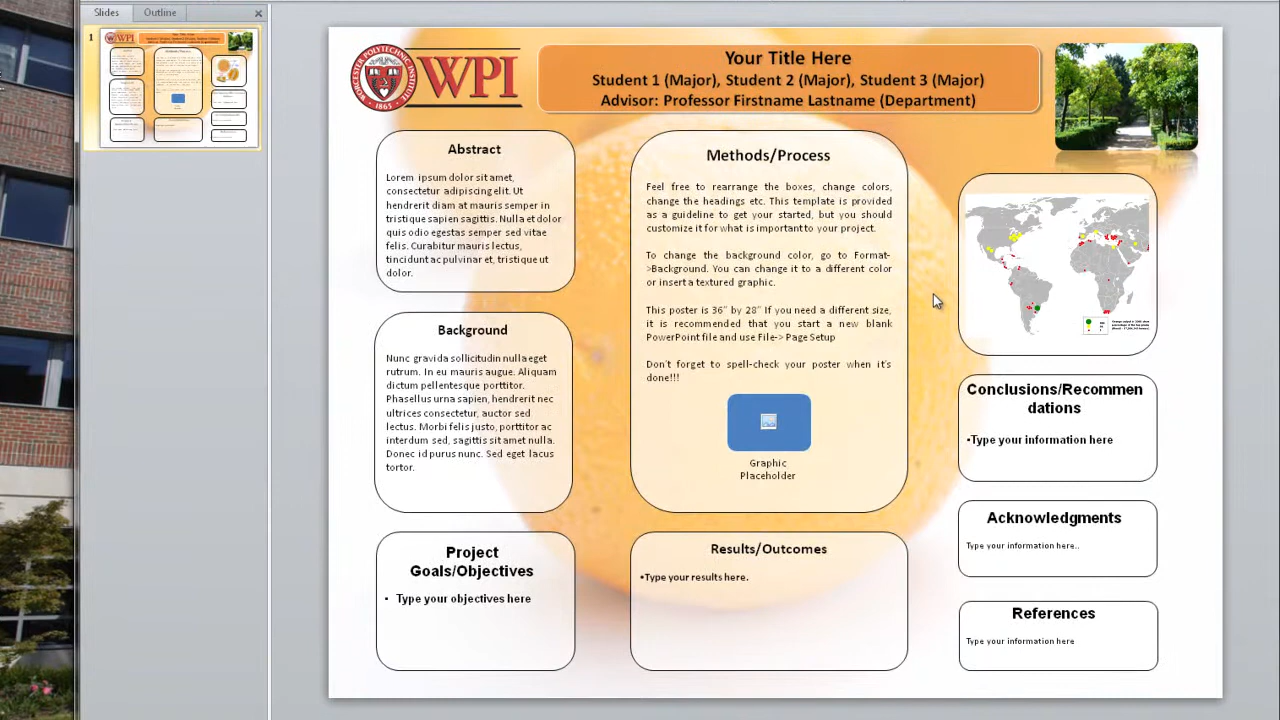 Slides
Outline
1
WORCESTER POLYTECHNIC INSTITUTE
1865
WPI
Your Title Here
Student 1 (Major), Student 2 (Major), Student 3 (Major)
Advisor: Professor Firstname Lastname (Department)
Abstract
Lorem ipsum dolor sit amet,
consectetur adipiscing elit. Ut
hendrerit diam at mauris semper in
tristique sapien sagittis. Nulla et dolor
quis odio egestas semper sed vitae
felis. Curabitur mauris lectus,
tincidunt ac pulvinar et, tristique ut
dolor.
Background
Nunc gravida sollicitudin nulla eget
rutrum. In eu mauris augue. Aliquam
dictum pellentesque porttitor.
Phasellus urna sapien, hendrerit nec
ultrices consectetur, auctor sed
lectus. Morbi felis justo, porttitor ac
interdum sed, sagittis sit amet nulla.
Donec id purus nunc. Sed eget lacus
tortor.
Project
Goals/Objectives
• Type your objectives here
Methods/Process
Feel free to rearrange the boxes, change colors,
change the headings etc. This template is provided
as a guideline to get your started, but you should
customize it for what is important to your project.
To change the background color, go to Format-
>Background. You can change it to a different color
or insert a textured graphic.
This poster is 36” by 28” If you need a different size,
it is recommended that you start a new blank
PowerPoint file and use File-> Page Setup
Don’t forget to spell-check your poster when it’s
done!!!
Graphic
Placeholder
Results/Outcomes
•Type your results here.
Conclusions/Recommen
dations
•Type your information here
Acknowledgments
Type your information here..
References
Type your information here